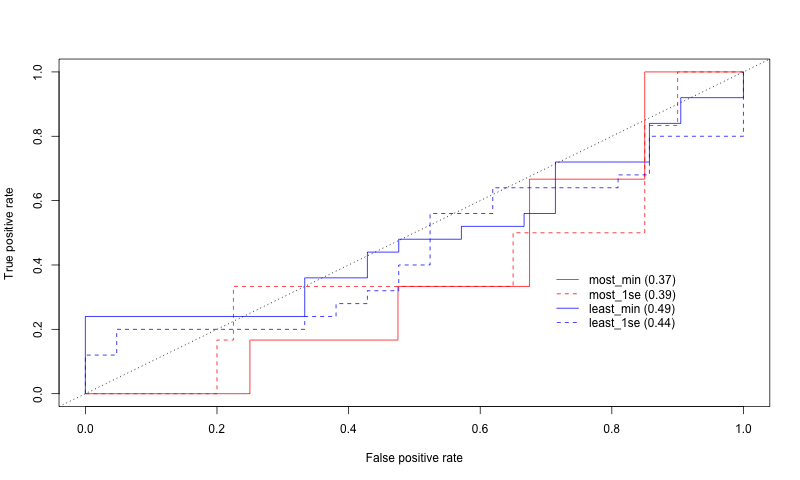 True positive rate
1.0
0.8
0.6
0.4
0.2
0.0
most_min (0.37)
most_1se (0.39)
least_min (0.49)
least_1se (0.44)
0.0 0.2 0.4 0.6 0.8 1.0
False positive rate